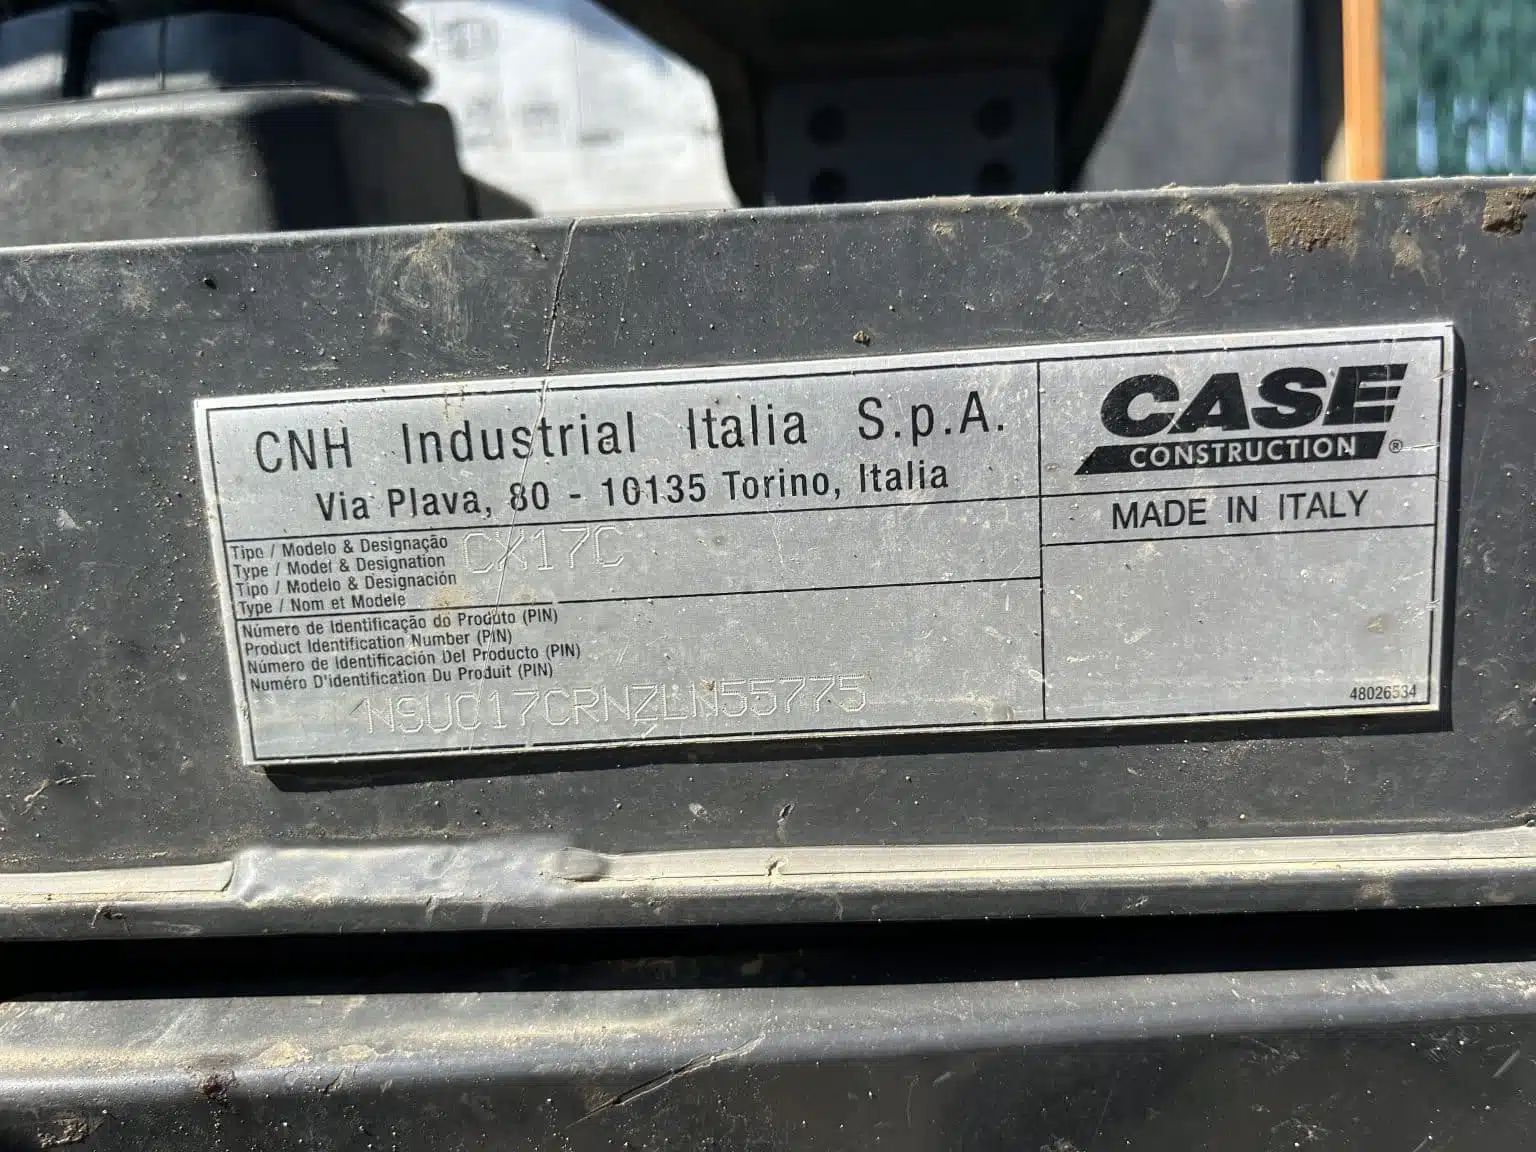 CNH Industrial Italia S.p.A.
Via Plava, 80 - 10135 Torino, Italia
CASE
CONSTRUCTION®
MADE IN ITALY
Tipo / Modelo & Designação
Type / Model & Designation
Tipo / Modelo & Designación
Type / Nom et Modele
CX17C
Número de Identificação do Produto (PIN)
Product Identification Number (PIN)
Número de Identificación Del Producto (PIN)
Numéro D'identification Du Produit (PIN)
NSUC17CRNZLN55775
48026534